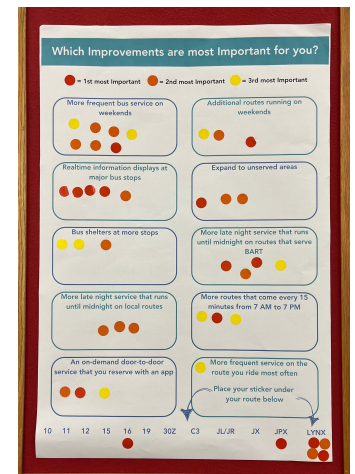 Which Improvements are most Important for you?
= 1st most Important = 2nd most Important = 3rd most Important
More frequent bus service on
weekends
Additional routes running on
weekends
Realtime information displays at
major bus stops
Expand to unserved areas
Bus shelters at more stops
More late night service that runs
until midnight on routes that serve
BART
More late night service that runs
until midnight on local routes
More routes that come every 15
minutes from 7 AM to 7 PM
An on-demand door-to-door
service that you reserve with an app
More frequent service on the
route you ride most often
Place your sticker under
your route below
10 11 12 15 16 19 30Z C3 JL/JR JX JPX LYNX